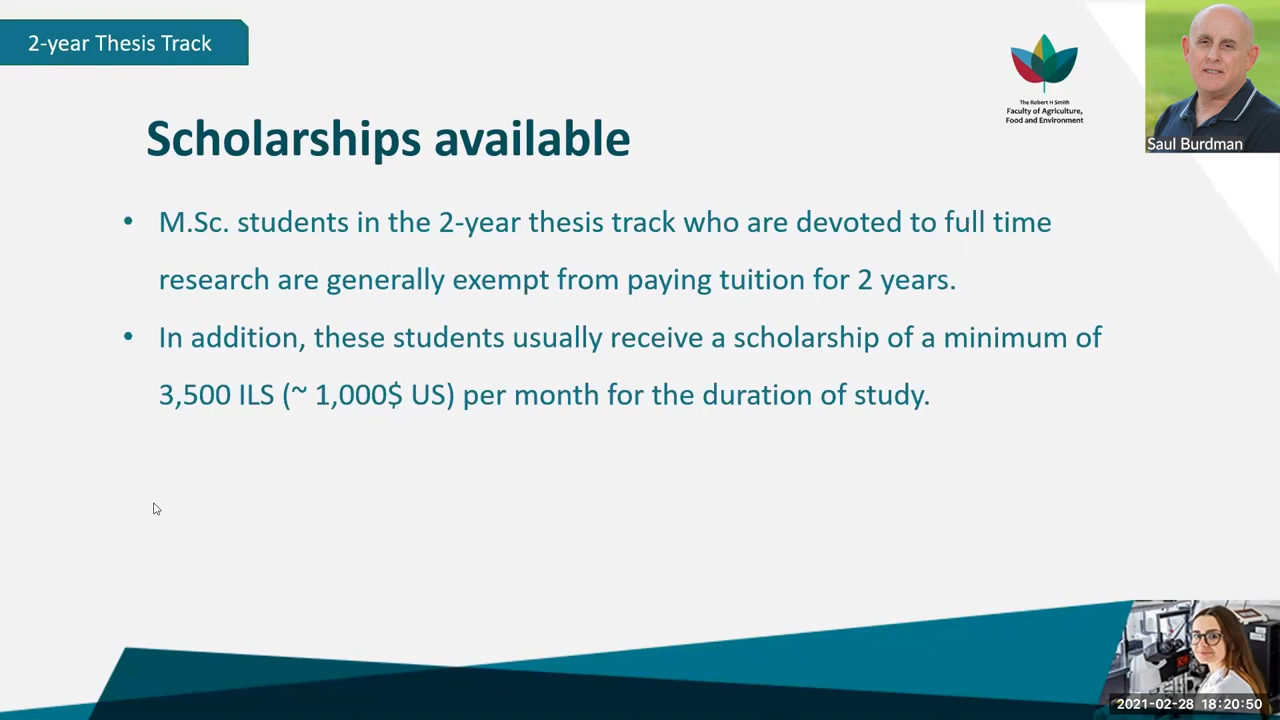 2-year Thesis Track
The Robert H Smith
Faculty of Agriculture,
Food and Environment
Saul Burdman
Scholarships available
• M.Sc. students in the 2-year thesis track who are devoted to full time
research are generally exempt from paying tuition for 2 years.
• In addition, these students usually receive a scholarship of a minimum of
3,500 ILS (~ 1,000$ US) per month for the duration of study.
2021-02-28 18:20:50